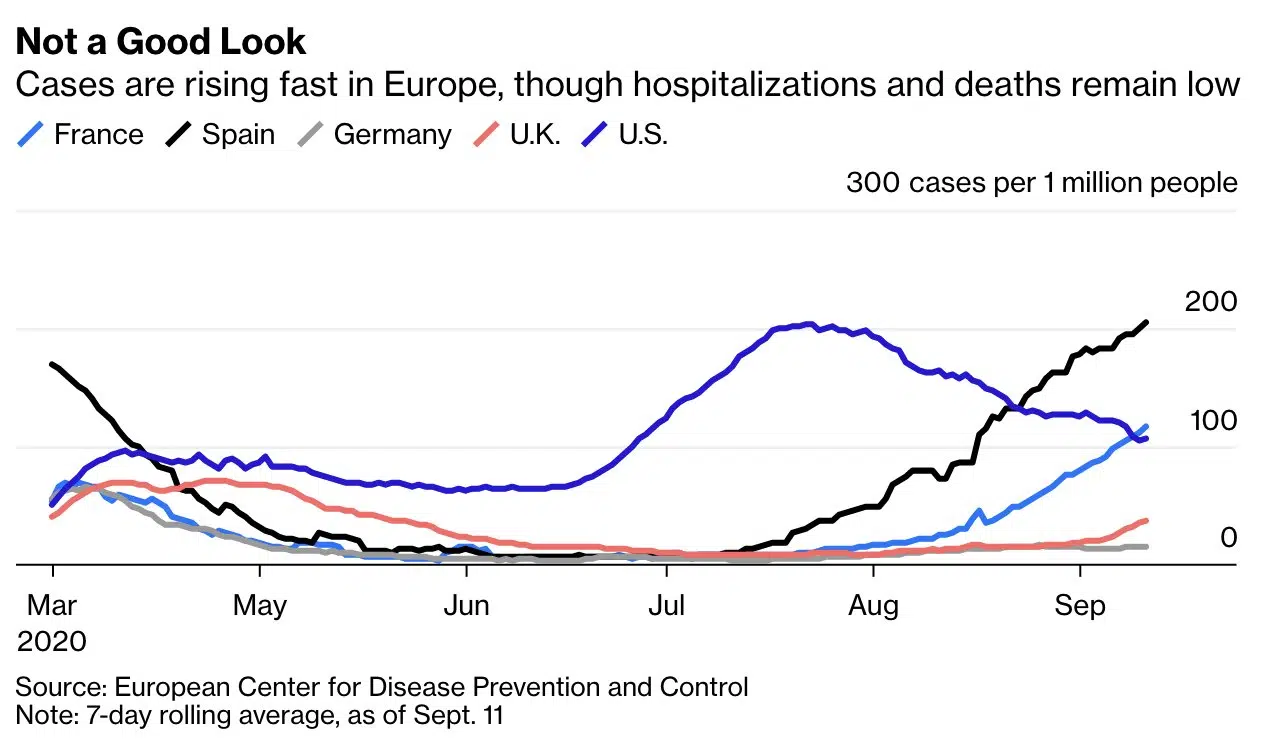 Not a Good Look
Cases are rising fast in Europe, though hospitalizations and deaths remain low
France Spain Germany U.K. U.S.
300 cases per 1 million people
200
100
0
Mar May Jun Jul Aug Sep
2020
Source: European Center for Disease Prevention and Control
Note: 7-day rolling average, as of Sept. 11